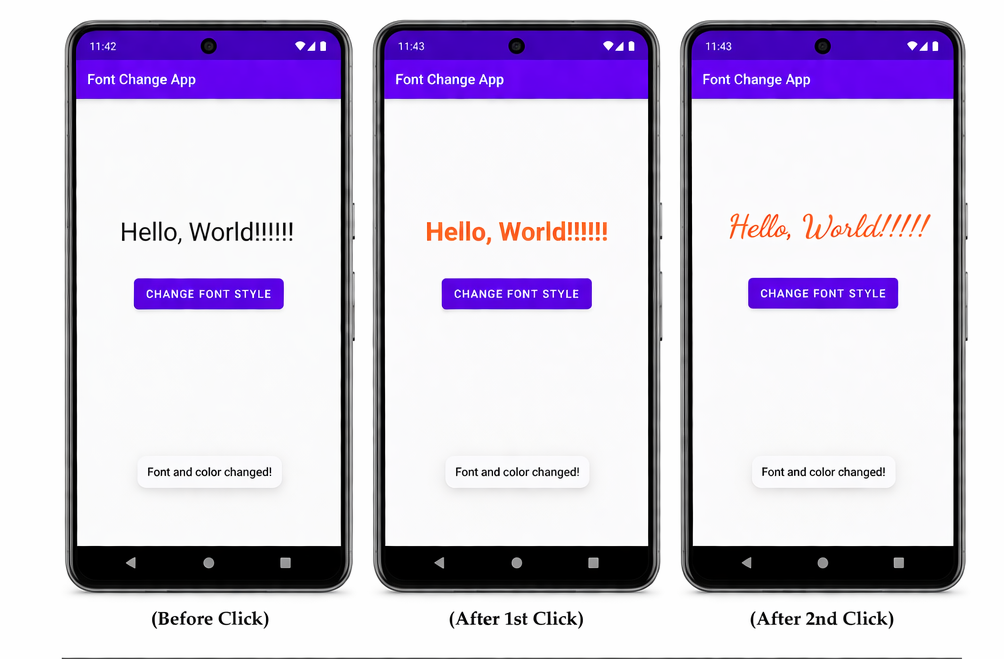 11:42
Font Change App
Hello, World!!!!!!
CHANGE FONT STYLE
Font and color changed!
(Before Click)
11:43
Font Change App
Hello, World!!!!!!
CHANGE FONT STYLE
Font and color changed!
(After 1st Click)
11:43
Font Change App
Hello, World!!!!!
CHANGE FONT STYLE
Font and color changed!
(After 2nd Click)